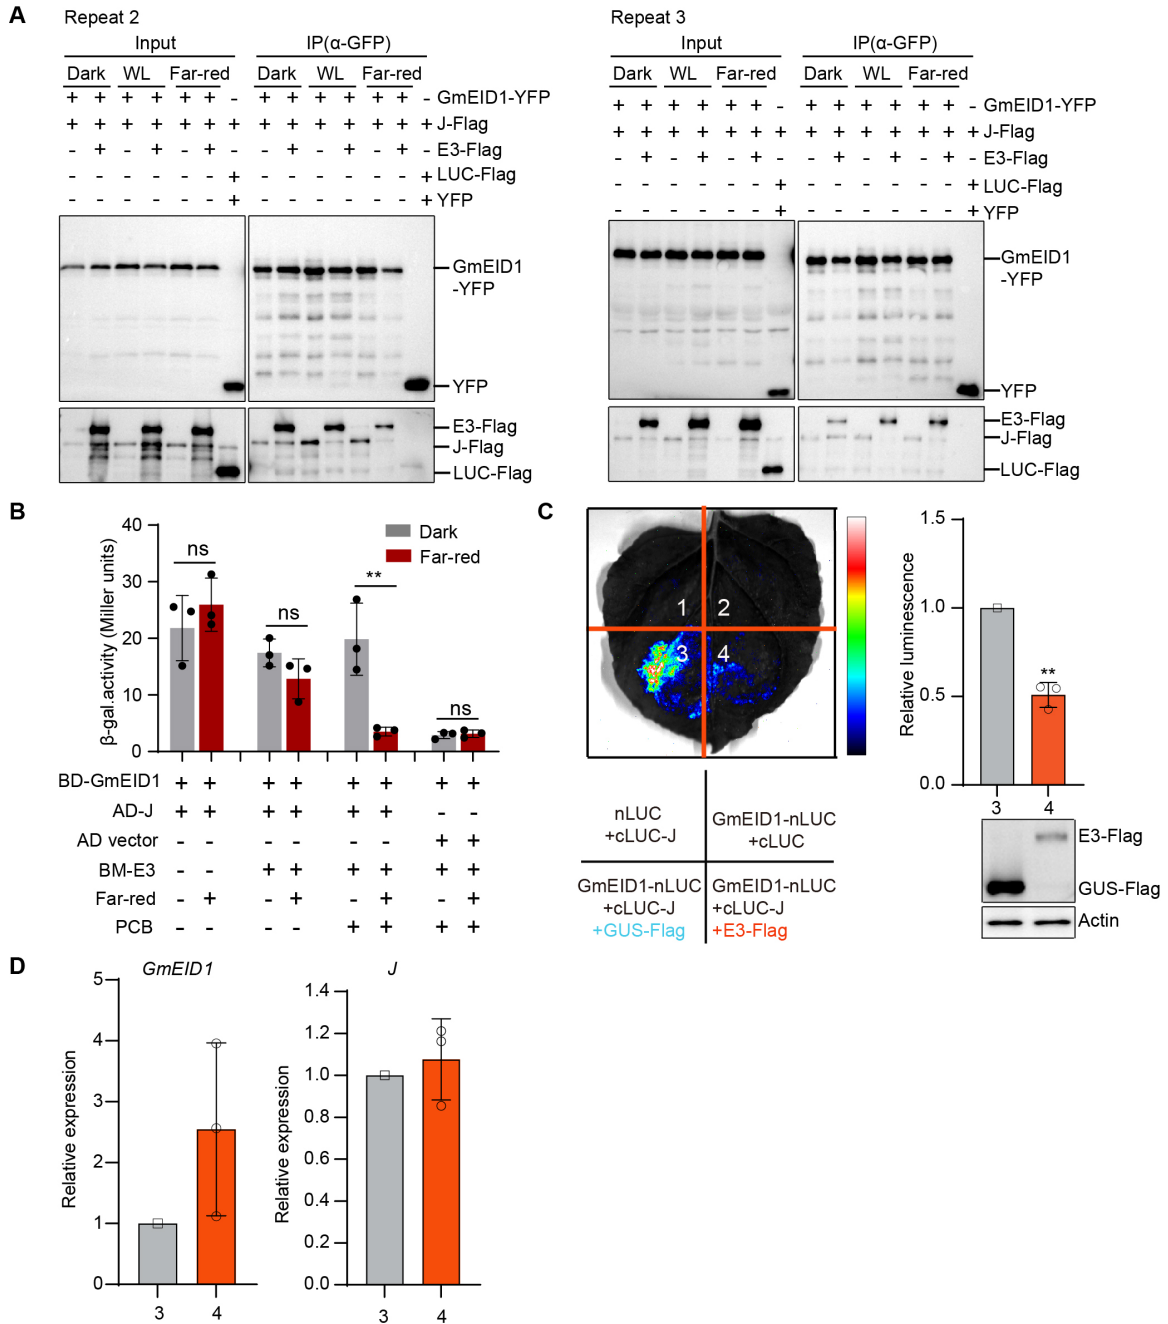 A
Repeat 2
Input IP(α-GFP)
Dark WL Far-red Dark WL Far-red
+ + + + + + - + + + + + + - GmEID1-YFP
+ + + + + + + + + + + + + + J-Flag
- + - + - + - - + - + - + - E3-Flag
- - - - - - + - - - - - - + LUC-Flag
- - - - - - + - - - - - - + YFP
GmEID1
-YFP
YFP
E3-Flag
J-Flag
LUC-Flag
Repeat 3
Input IP(α-GFP)
Dark WL Far-red Dark WL Far-red
+ + + + + + - + + + + + + - GmEID1-YFP
+ + + + + + + + + + + + + + J-Flag
- + - + - + - - + - + - + - E3-Flag
- - - - - - + - - - - - - + LUC-Flag
- - - - - - + - - - - - - + YFP
GmEID1
-YFP
YFP
E3-Flag
J-Flag
LUC-Flag
B
β-gal.activity (Miller units)
40
30
20
10
0
Dark
Far-red
ns ns ** ns
BD-GmEID1 + + + + + + + +
AD-J + + + + + + - -
AD vector - - - - - - + +
BM-E3 - - + + + + + +
Far-red - + - + - + - +
PCB - - - - + + + +
C
1 2
3 4
nLUC
+cLUC-J
GmEID1-nLUC
+cLUC
GmEID1-nLUC
+cLUC-J
+GUS-Flag
GmEID1-nLUC
+cLUC-J
+E3-Flag
Relative luminescence
1.5
1.0
0.5
0.0
**
3 4
E3-Flag
GUS-Flag
Actin
D
GmEID1
Relative expression
5
4
3
2
1
0
3 4
J
Relative expression
1.4
1.2
1.0
0.8
0.6
0.4
0.2
0.0
3 4